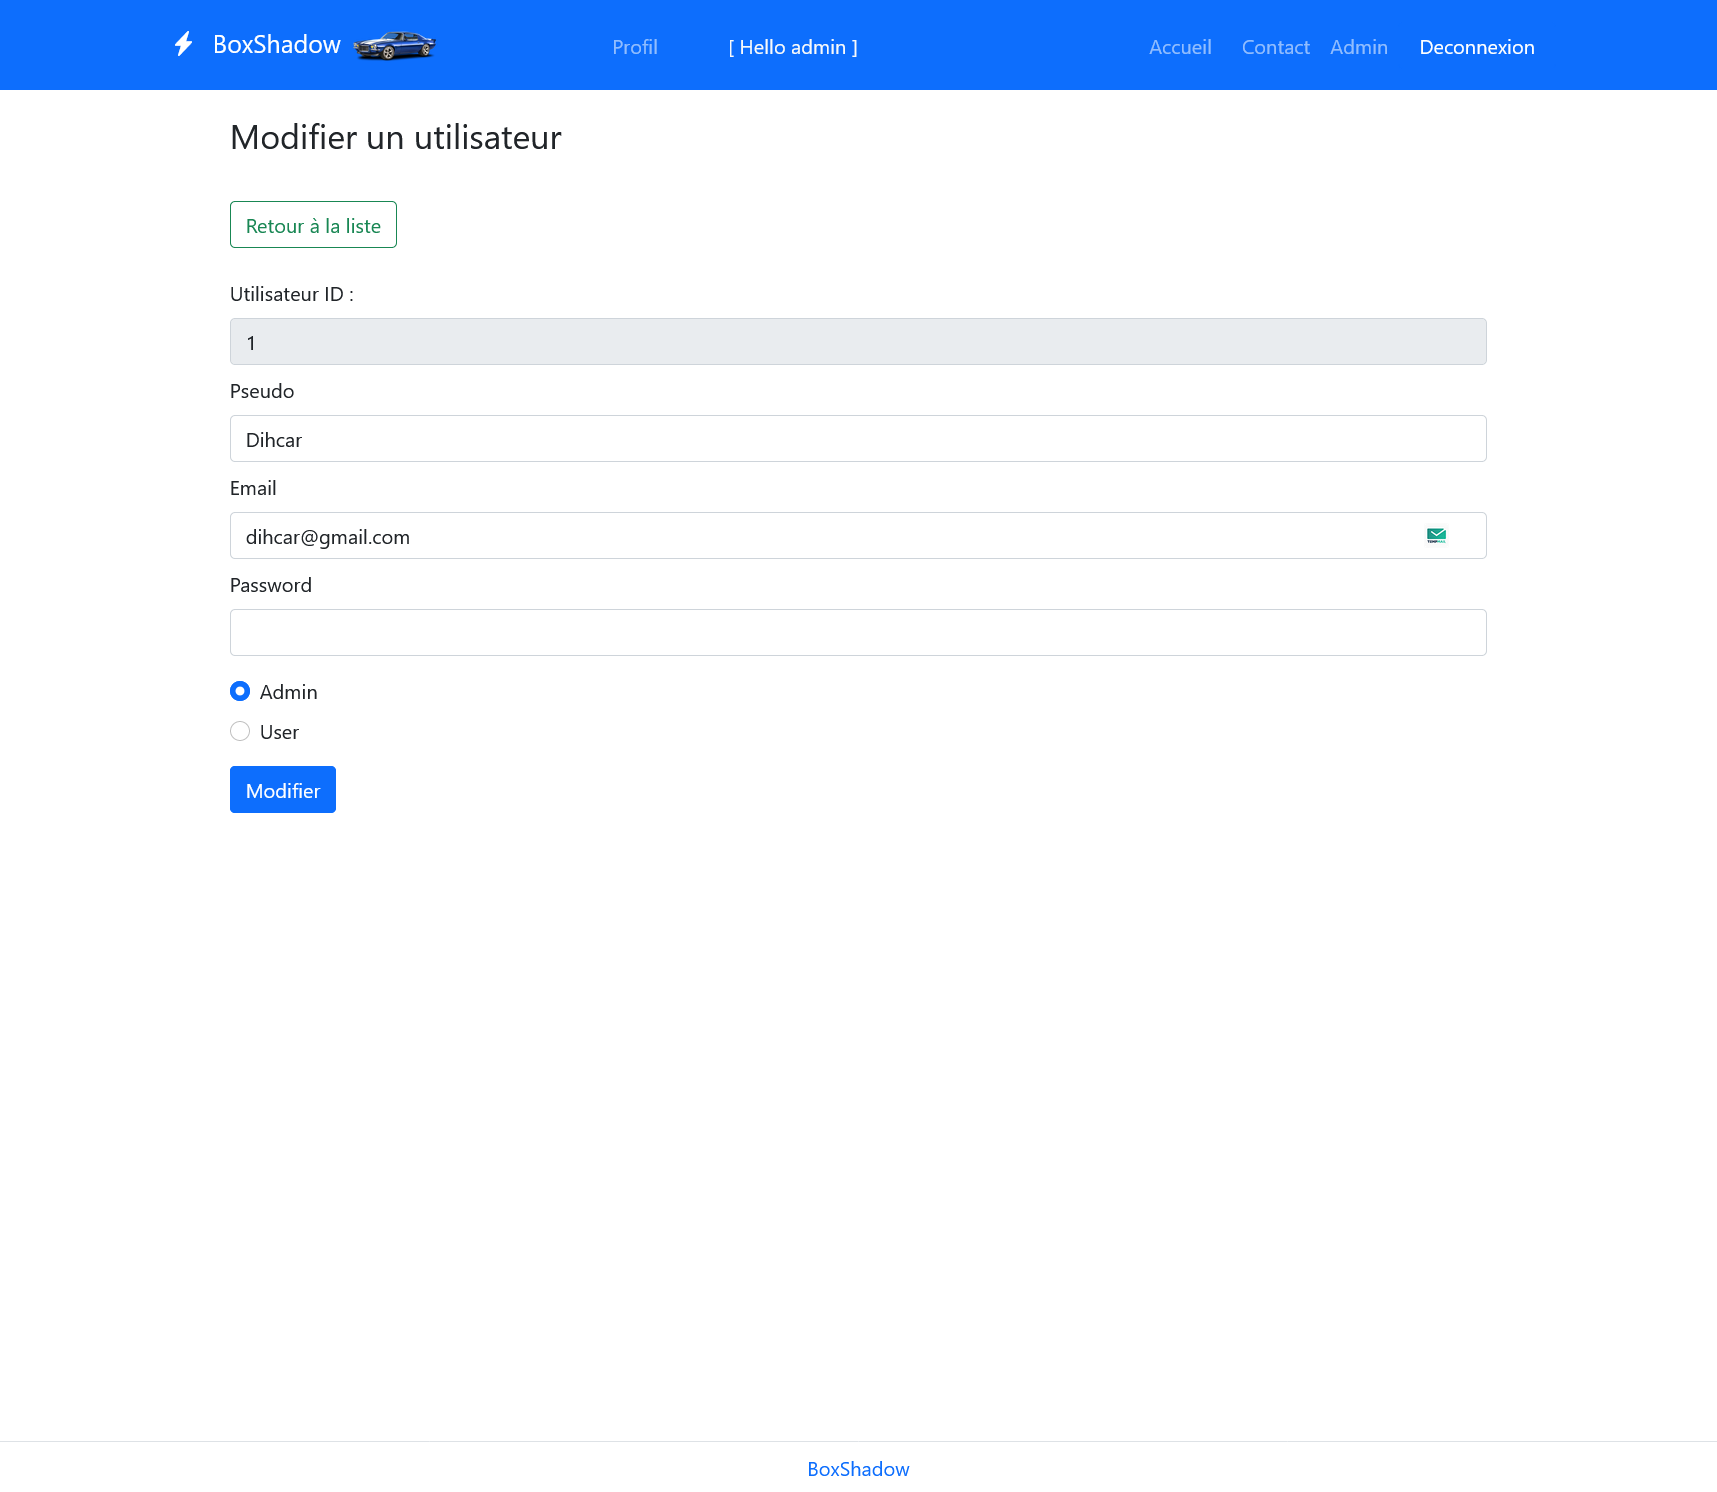 BoxShadow Profil [ Hello admin ] Accueil Contact Admin Deconnexion
Modifier un utilisateur
Retour à la liste
Utilisateur ID :
1
Pseudo
Dihcar
Email
dihcar@gmail.com
Password
Admin
User
Modifier
BoxShadow